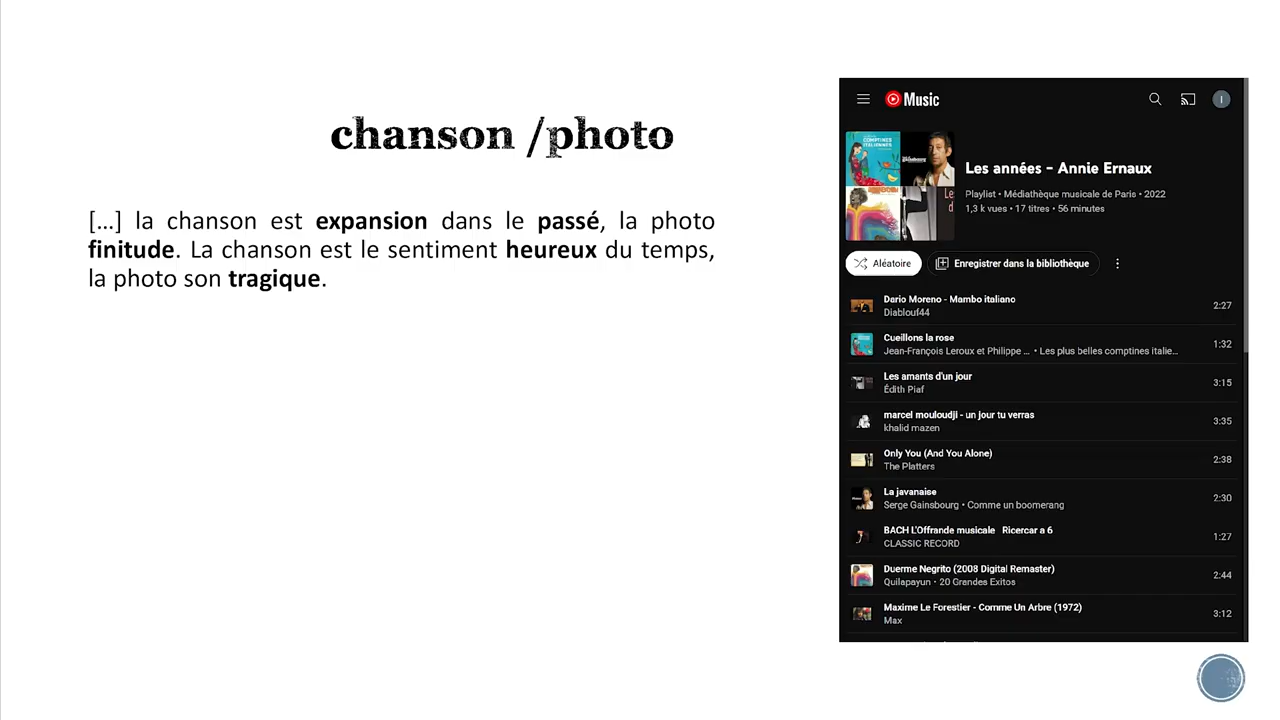 chanson /photo
[...] la chanson est expansion dans le passé, la photo
finitude. La chanson est le sentiment heureux du temps,
la photo son tragique.
Music
I
Les années - Annie Ernaux
Playlist • Médiathèque musicale de Paris • 2022
1,3 k vues • 17 titres • 56 minutes
Aléatoire
Enregistrer dans la bibliothèque
Dario Moreno - Mambo italiano
Diablouf44
2:27
Cueillons la rose
Jean-François Leroux et Philippe ... • Les plus belles comptines italie...
1:32
Les amants d'un jour
Édith Piaf
3:15
marcel mouloudji - un jour tu verras
khalid mazen
3:35
Only You (And You Alone)
The Platters
2:38
La javanaise
Serge Gainsbourg • Comme un boomerang
2:30
BACH L'Offrande musicale Ricercar a 6
CLASSIC RECORD
1:27
Duerme Negrito (2008 Digital Remaster)
Quilapayun • 20 Grandes Exitos
2:44
Maxime Le Forestier - Comme Un Arbre (1972)
Max
3:12